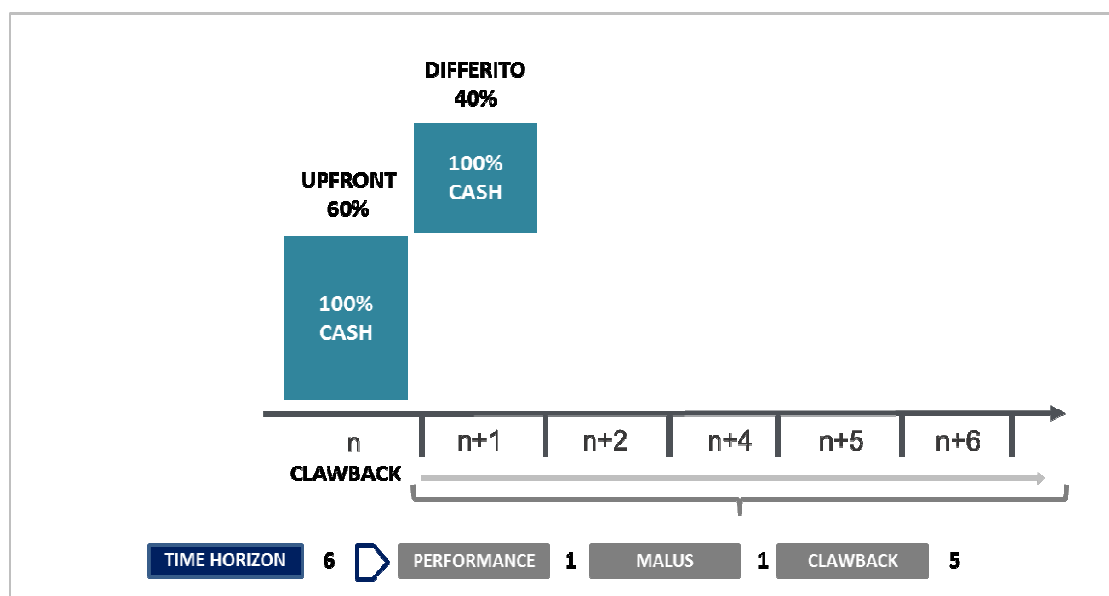 DIFFERITO
40%
100%
CASH
UPFRONT
60%
100%
CASH
n n+1 n+2 n+4 n+5 n+6
CLAWBACK
TIME HORIZON 6 PERFORMANCE 1 MALUS 1 CLAWBACK 5